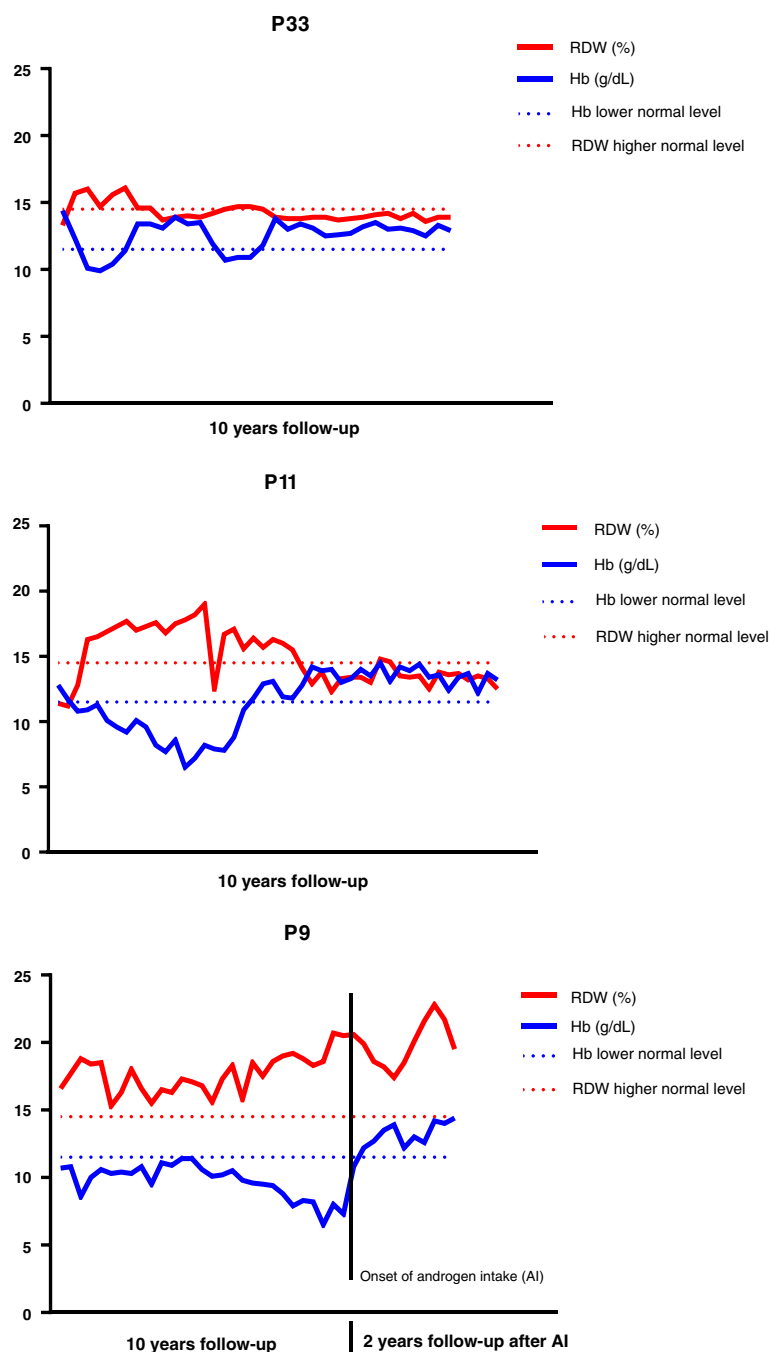 P33
RDW (%)
Hb (g/dL)
Hb lower normal level
RDW higher normal level
25
20
15
10
5
0
10 years follow-up
P11
RDW (%)
Hb (g/dL)
Hb lower normal level
RDW higher normal level
25
20
15
10
5
0
10 years follow-up
P9
RDW (%)
Hb (g/dL)
Hb lower normal level
RDW higher normal level
25
20
15
10
5
0
Onset of androgen intake (AI)
10 years follow-up
2 years follow-up after AI